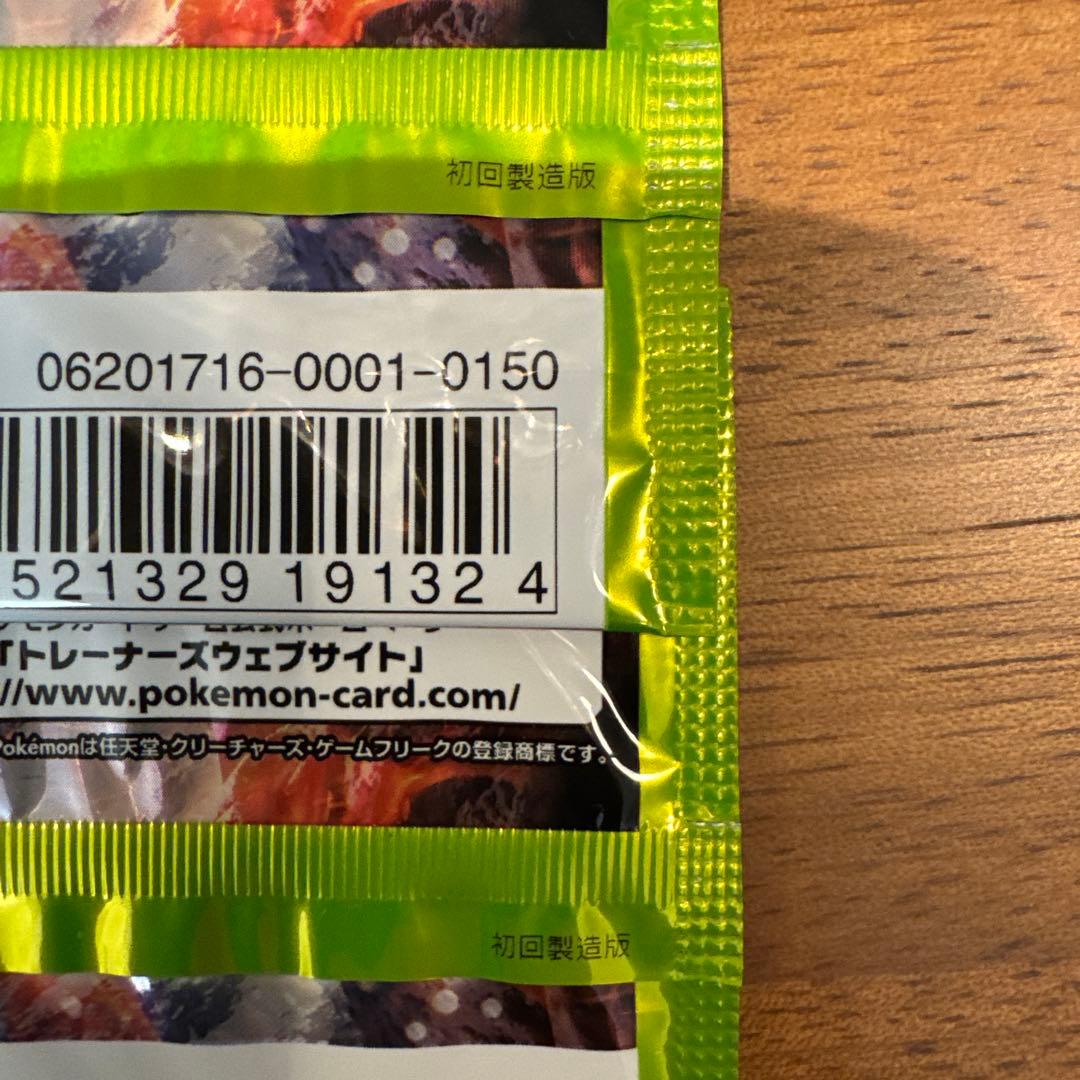 初回製造版
06201716-0001-0150
521329 19132 4
「トレーナーズウェブサイト」
//www.pokemon-card.com/
Pokémonは任天堂・クリーチャーズ・ゲームフリークの登録商標です。
初回製造版